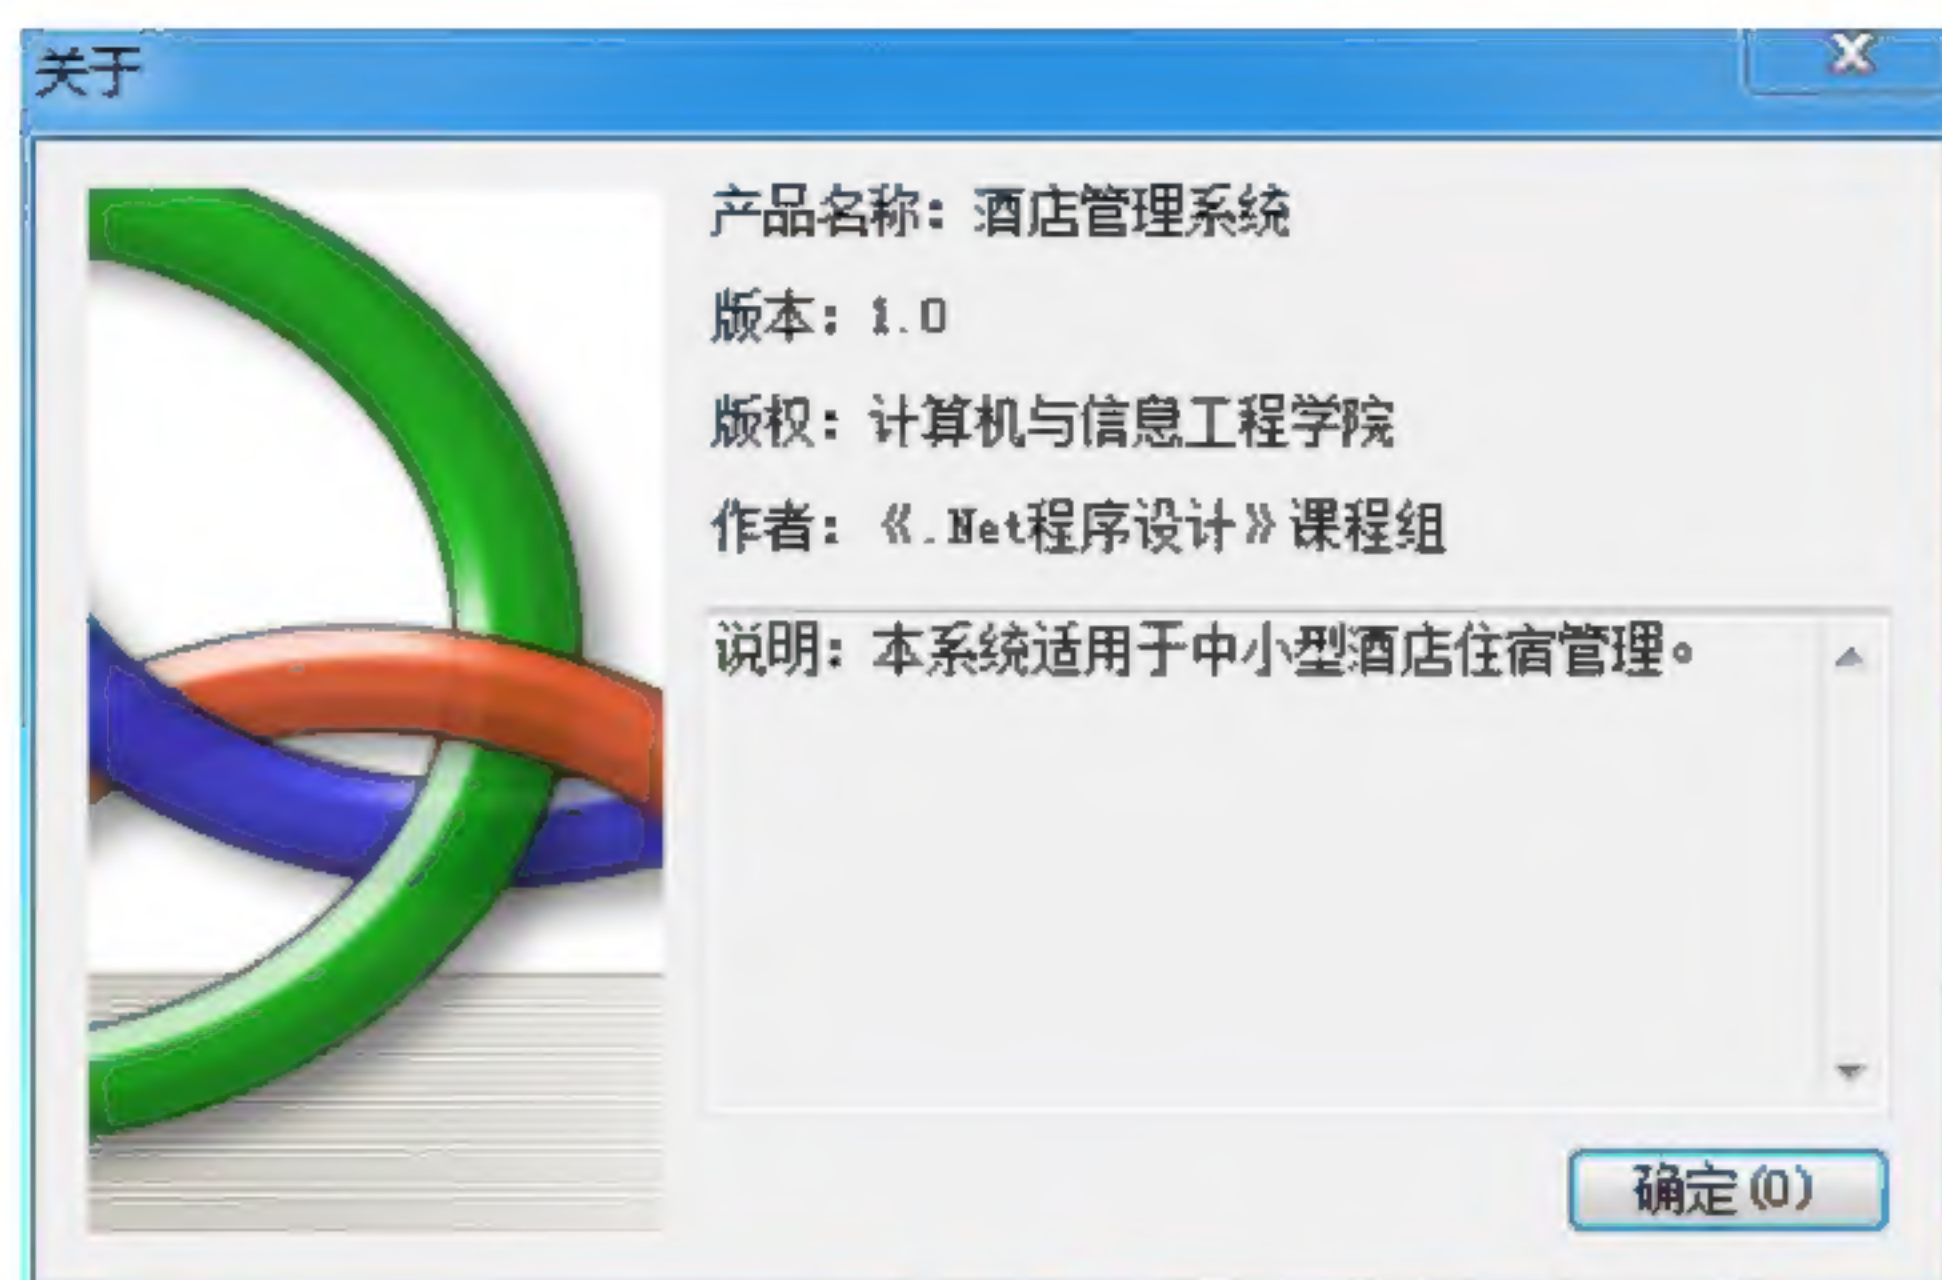 关于
产品名称：酒店管理系统
版本：1.0
版权：计算机与信息工程学院
作者：《.Net程序设计》课程组
说明：本系统适用于中小型酒店住宿管理。
确定(O)